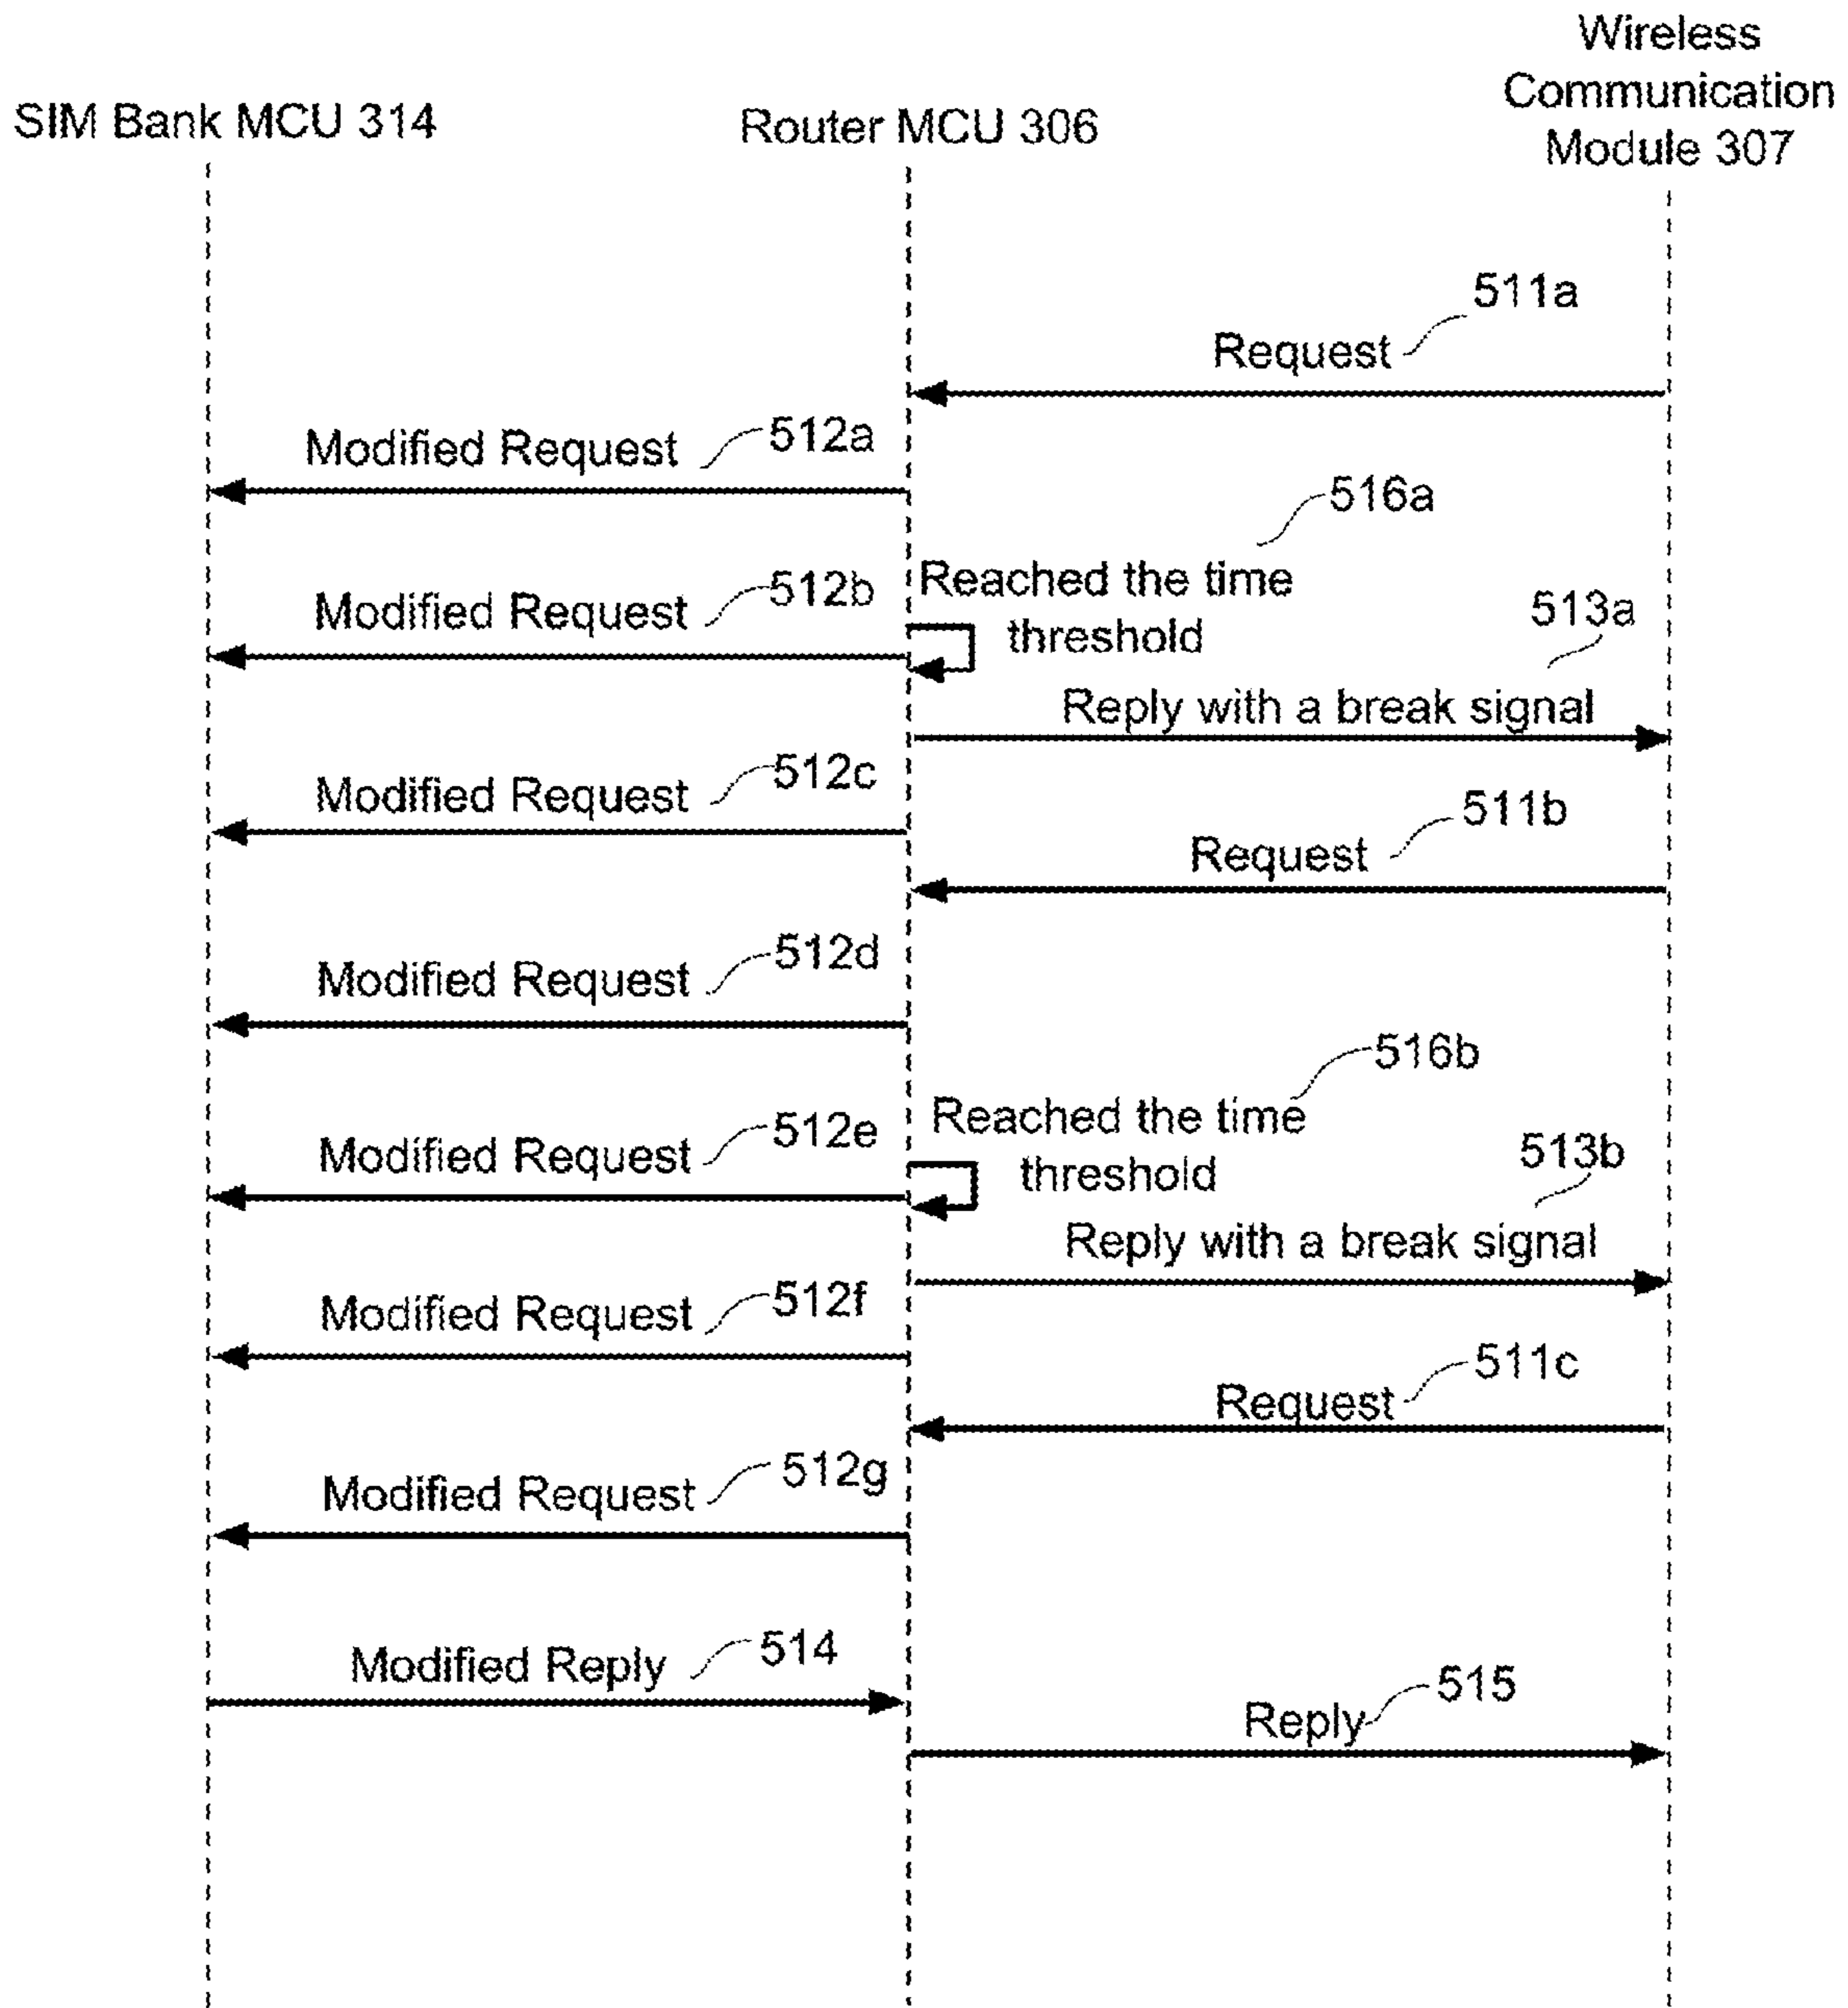 Wireless
Communication
Module 307
SIM Bank MCU 314
Router MCU 306
511a
Request
512a
Modified Request
516a
Reached the time
threshold
512b
Modified Request
513a
Reply with a break signal
512c
Modified Request
511b
Request
512d
Modified Request
516b
Reached the time
threshold
512e
Modified Request
513b
Reply with a break signal
512f
Modified Request
511c
Request
512g
Modified Request
514
Modified Reply
515
Reply